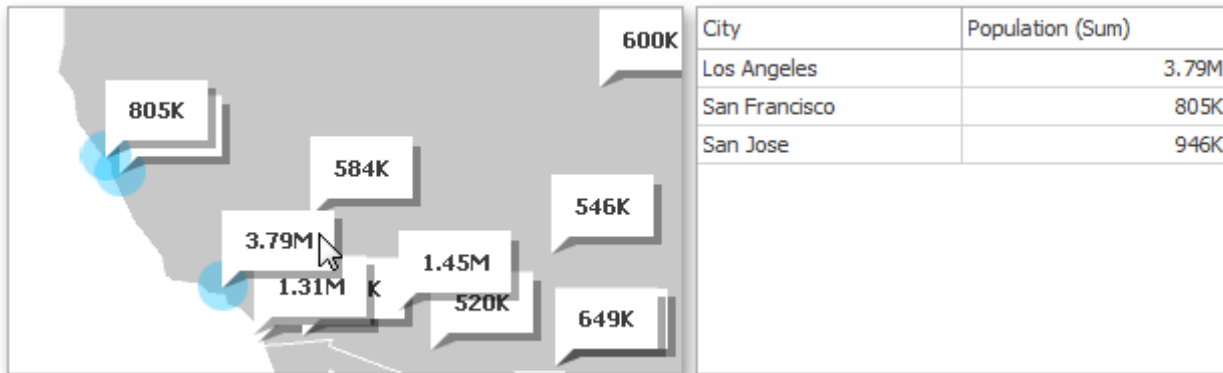 600K
805K
584K
546K
3.79M
1.45M
1.31M
K
520K
649K
City Population (Sum)
Los Angeles 3.79M
San Francisco 805K
San Jose 946K